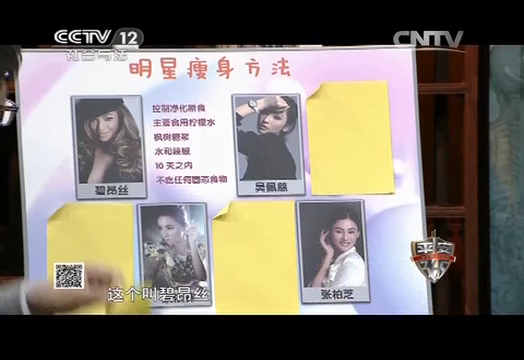 CCTV 12
社会与法
CNTV
明星瘦身方法
控制净化断食
主要食用柠檬水
枫树糖浆
水和辣椒
10天之内
不吃任何固态食物
碧昂丝
吴佩慈
张柏芝
这个叫碧昂丝